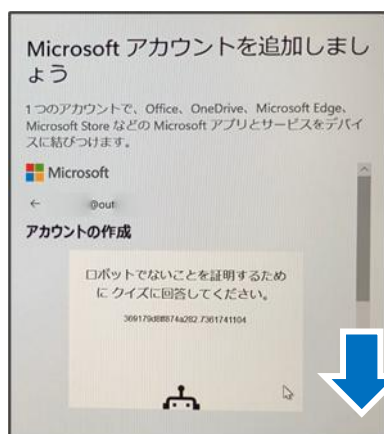 Microsoft アカウントを追加しまし
ょう
1 つのアカウントで、Office、OneDrive、Microsoft Edge、
Microsoft Store などの Microsoft アプリとサービスをデバイ
スに結びつけます。
Microsoft
← @out
アカウントの作成
ロボットでないことを証明するため
に クイズに回答してください。